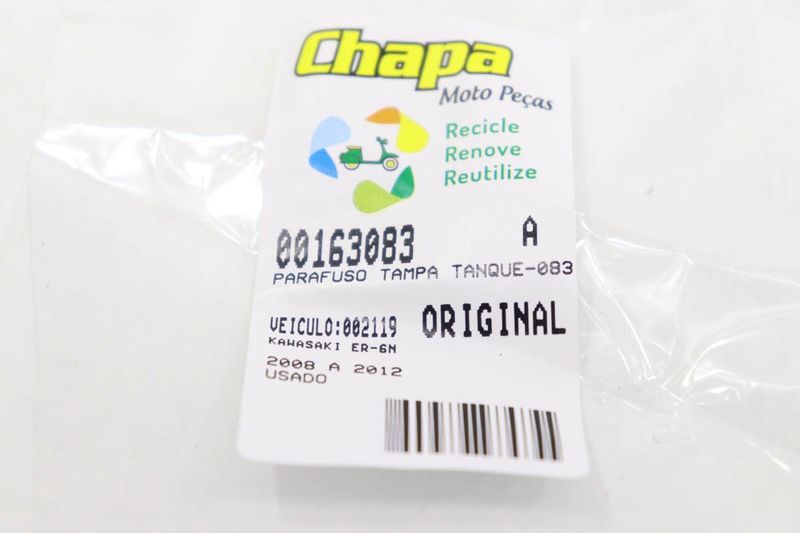 Chapa
Moto Peças
Recicle
Renove
Reutilize
00163083 A
PARAFUSO TAMPA TANQUE-083
VEICULO:002119 ORIGINAL
KAWASAKI ER-6N
2008 A 2012
USADO